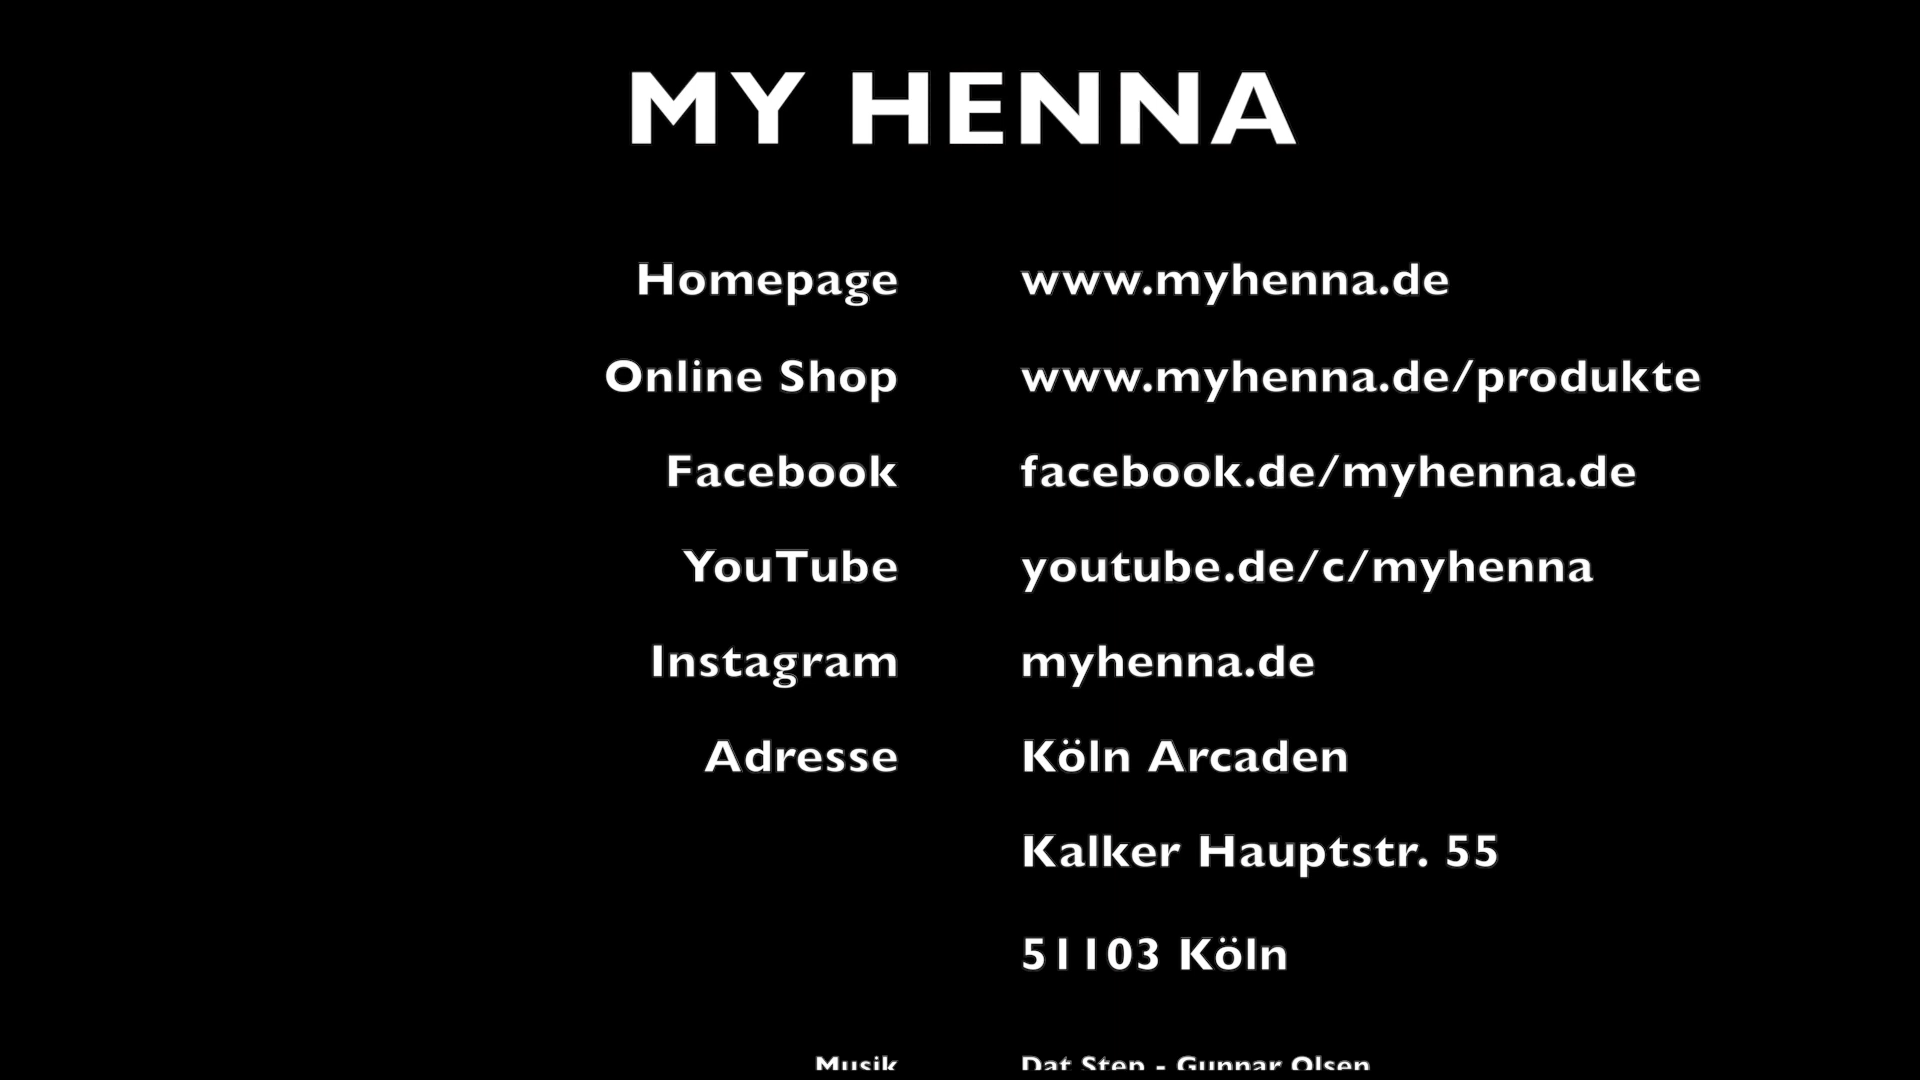 MY HENNA
Homepage www.myhenna.de
Online Shop www.myhenna.de/produkte
Facebook facebook.de/myhenna.de
YouTube youtube.de/c/myhenna
Instagram myhenna.de
Adresse Köln Arcaden
Kalker Hauptstr. 55
51103 Köln
Musik Dat Step - Gunnar Olsen